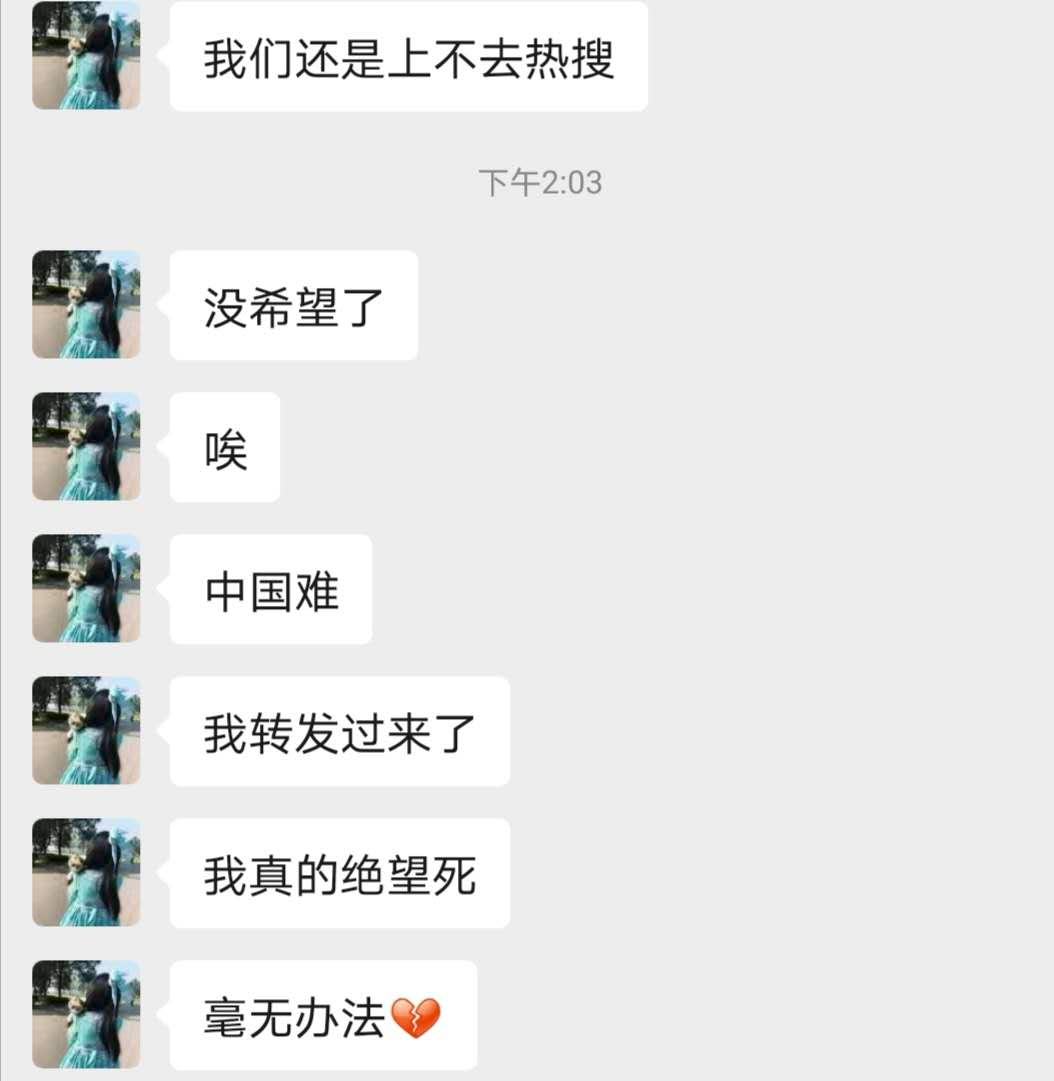 我们还是上不去热搜
下午2:03
没希望了
唉
中国难
我转发过来了
我真的绝望死
毫无办法💔